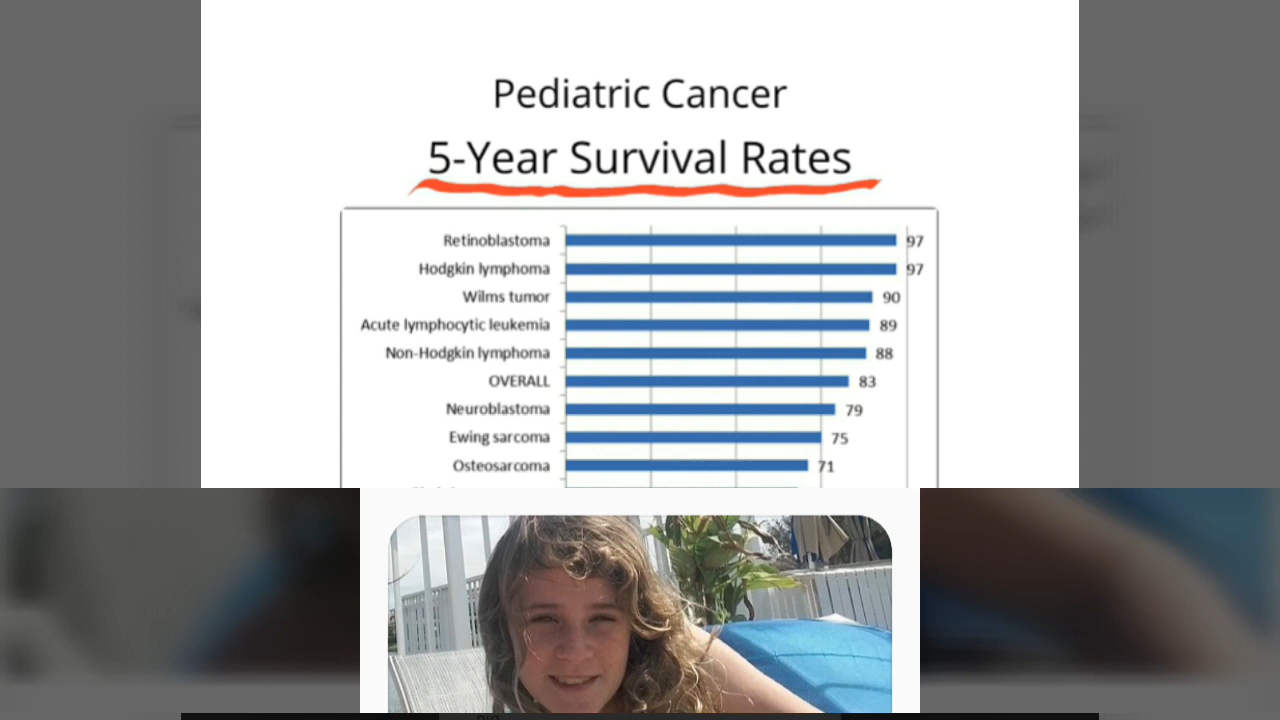 Pediatric Cancer
5-Year Survival Rates
Retinoblastoma 97
Hodgkin lymphoma 97
Wilms tumor 90
Acute lymphocytic leukemia 89
Non-Hodgkin lymphoma 88
OVERALL 83
Neuroblastoma 79
Ewing sarcoma 75
Osteosarcoma 71